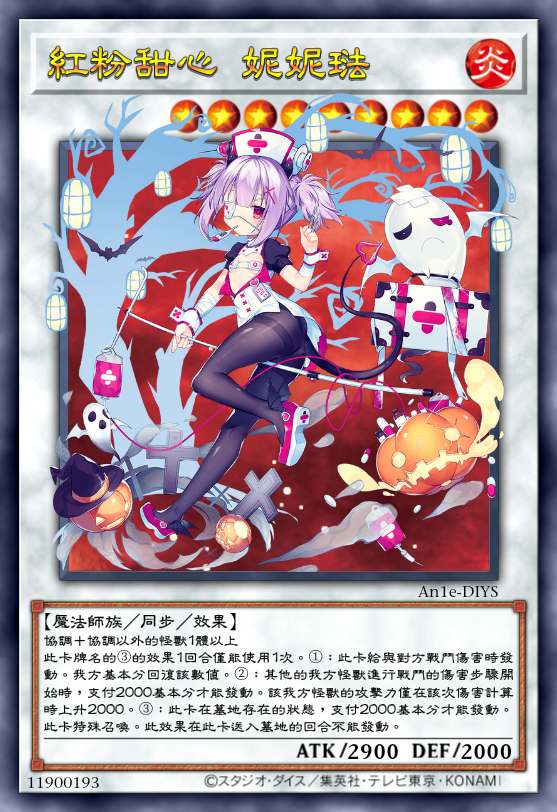 紅粉甜心 妮妮琺
炎
An1e-DIYS
【魔法師族／同步／效果】
協調＋協調以外的怪獸1體以上
此卡牌名的③的效果1回合僅能使用1次。①：此卡給與對方戰鬥傷害時發
動。我方基本分回復該數值。②：其他的我方怪獸進行戰鬥的傷害步驟開
始時，支付2000基本分才能發動。該我方怪獸的攻擊力僅在該次傷害計算
時上升2000。③：此卡在墓地存在的狀態，支付2000基本分才能發動。
此卡特殊召喚。此效果在此卡送入墓地的回合不能發動。
ATK/2900 DEF/2000
11900193
©スタジオ・ダイス／集英社・テレビ東京・KONAMI